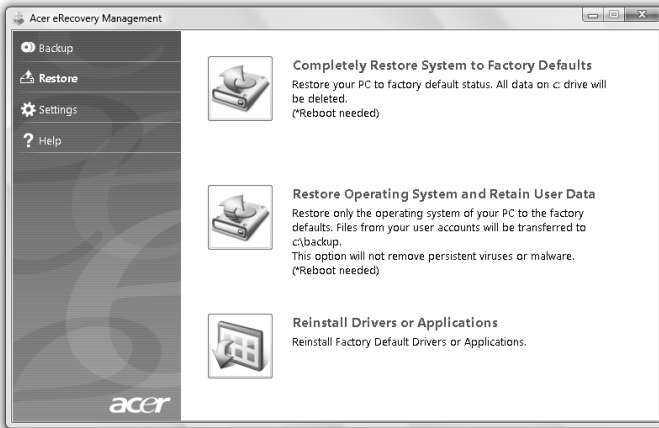 Acer eRecovery Management
Backup
Restore
Settings
Help
Completely Restore System to Factory Defaults
Restore your PC to factory default status. All data on c: drive will
be deleted.
(*Reboot needed)
Restore Operating System and Retain User Data
Restore only the operating system of your PC to the factory
defaults. Files from your user accounts will be transferred to
c:\backup.
This option will not remove persistent viruses or malware.
(*Reboot needed)
Reinstall Drivers or Applications
Reinstall Factory Default Drivers or Applications.
acer